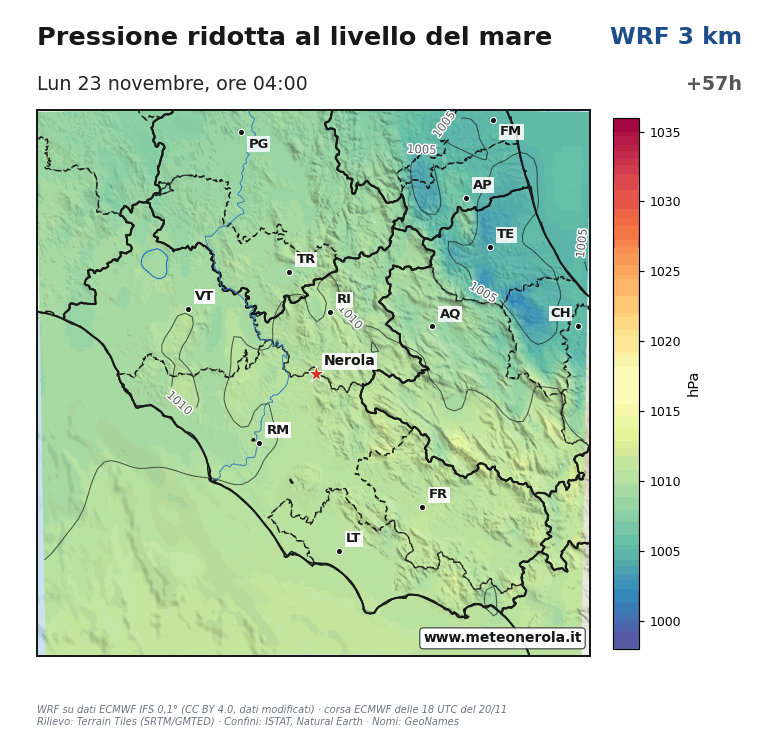 Pressione ridotta al livello del mare
WRF 3 km
Lun 23 novembre, ore 04:00
+57h
1005
FM
PG
1005
AP
TE
1005
TR
VT
RI
1005
AQ
CH
1010
Nerola
1010
RM
FR
LT
www.meteonerola.it
1035
1030
1025
1020
1015
1010
1005
1000
hPa
WRF su dati ECMWF IFS 0,1° (CC BY 4.0, dati modificati) · corsa ECMWF delle 18 UTC del 20/11
Rilievo: Terrain Tiles (SRTM/GMTED) · Confini: ISTAT, Natural Earth · Nomi: GeoNames